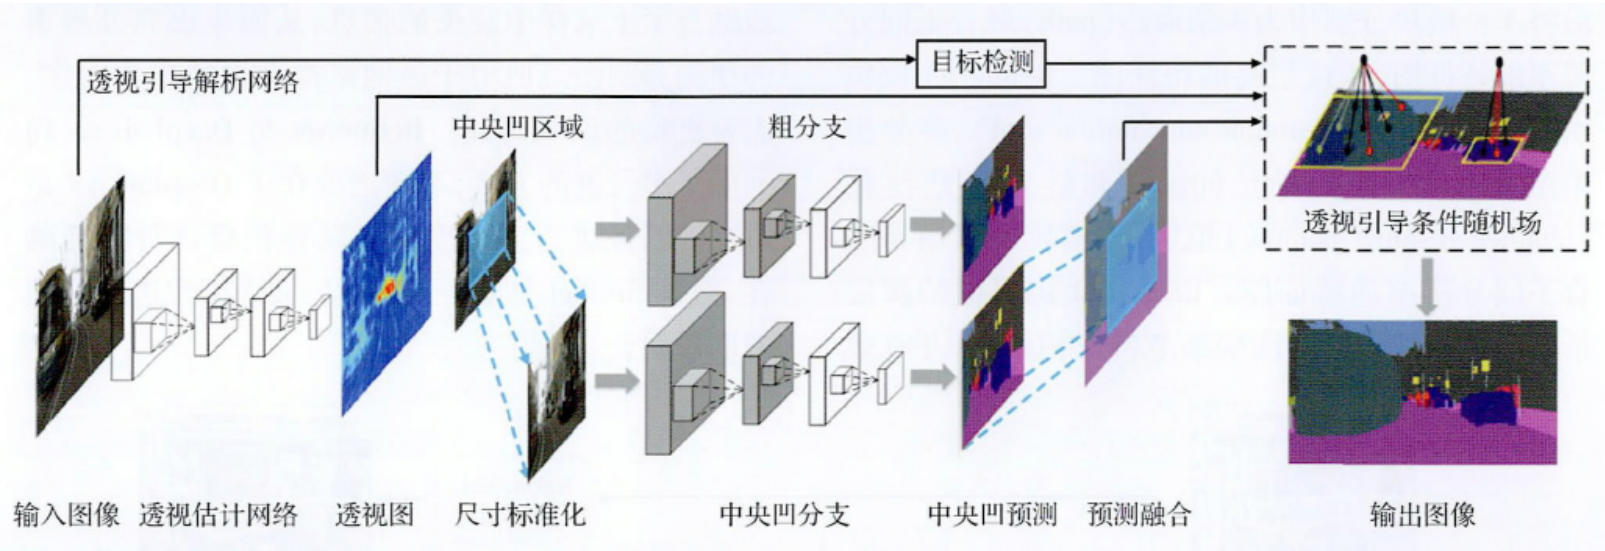 目标检测
透视引导解析网络
中央凹区域
粗分支
透视引导条件随机场
输入图像
透视估计网络
透视图
尺寸标准化
中央凹分支
中央凹预测
预测融合
输出图像